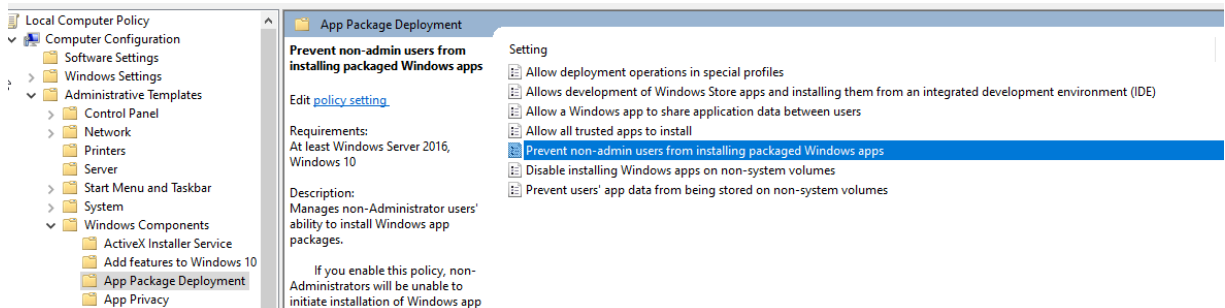 Local Computer Policy
Computer Configuration
Software Settings
Windows Settings
Administrative Templates
Control Panel
Network
Printers
Server
Start Menu and Taskbar
System
Windows Components
ActiveX Installer Service
Add features to Windows 10
App Package Deployment
App Privacy
App Package Deployment
Prevent non-admin users from
installing packaged Windows apps
Edit policy setting
Requirements:
At least Windows Server 2016,
Windows 10
Description:
Manages non-Administrator users'
ability to install Windows app
packages.
If you enable this policy, non-
Administrators will be unable to
initiate installation of Windows app
Setting
Allow deployment operations in special profiles
Allows development of Windows Store apps and installing them from an integrated development environment (IDE)
Allow a Windows app to share application data between users
Allow all trusted apps to install
Prevent non-admin users from installing packaged Windows apps
Disable installing Windows apps on non-system volumes
Prevent users' app data from being stored on non-system volumes